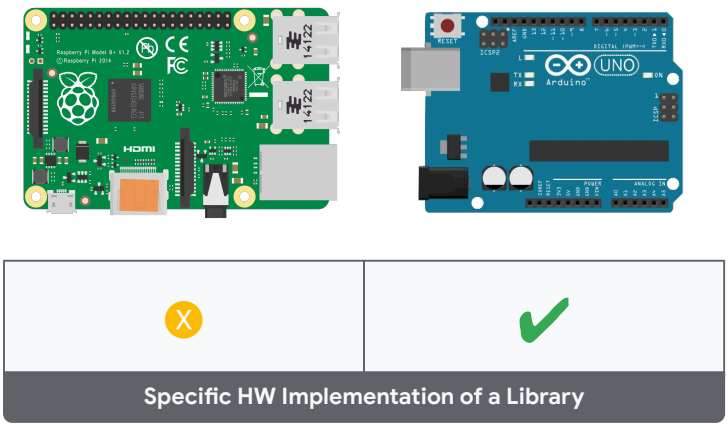 Raspberry Pi Model B+ V1.2
© Raspberry Pi 2014
CE
FC
HDMI
14122
14122
RESET
ICSP2
AREF
GND
13
12
~11
~10
~9
8
7
~6
~5
4
~3
2
TX▸1
RX◂0
DIGITAL (PWM~)
L
TX
RX
UNO
Arduino
ON
ICSP
1
IOREF
RESET
3V3
5V
GND
GND
VIN
POWER
ANALOG IN
A0
A1
A2
A3
A4
A5
X
Specific HW Implementation of a Library